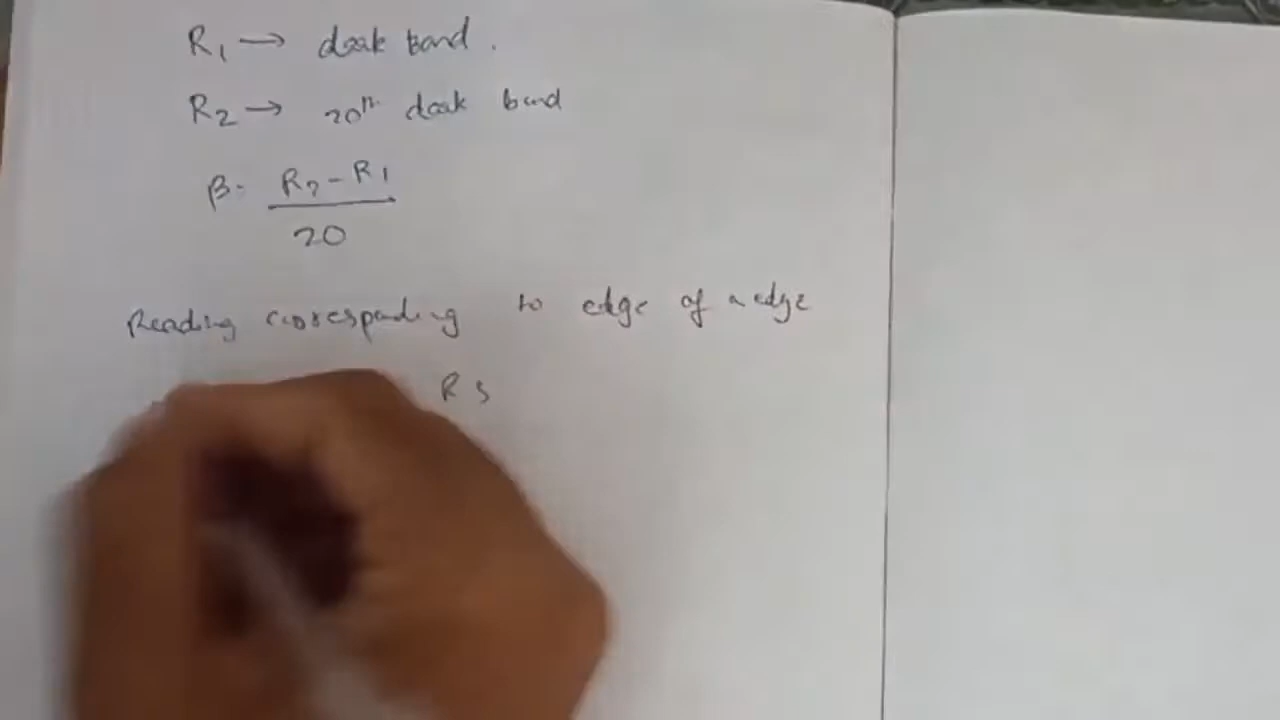 R1 → dark band.
R2 → 20th dark band
β = R2 - R1
20
Reading corresponding to edge of wedge
R3